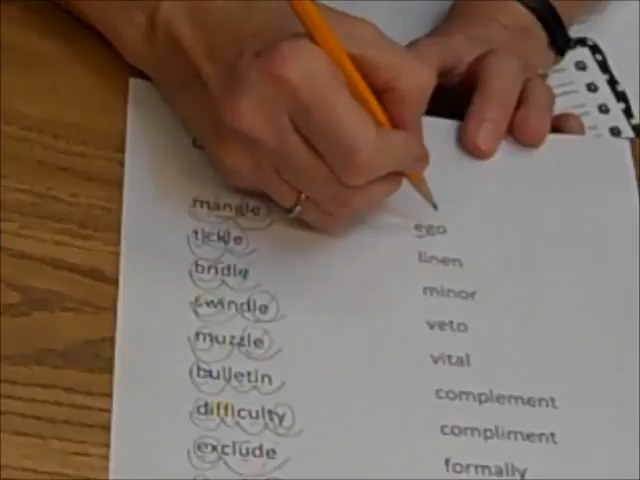 mangle
tickle
bridle
swindle
muzzle
bulletin
difficulty
exclude
ego
linen
minor
veto
vital
complement
compliment
formally